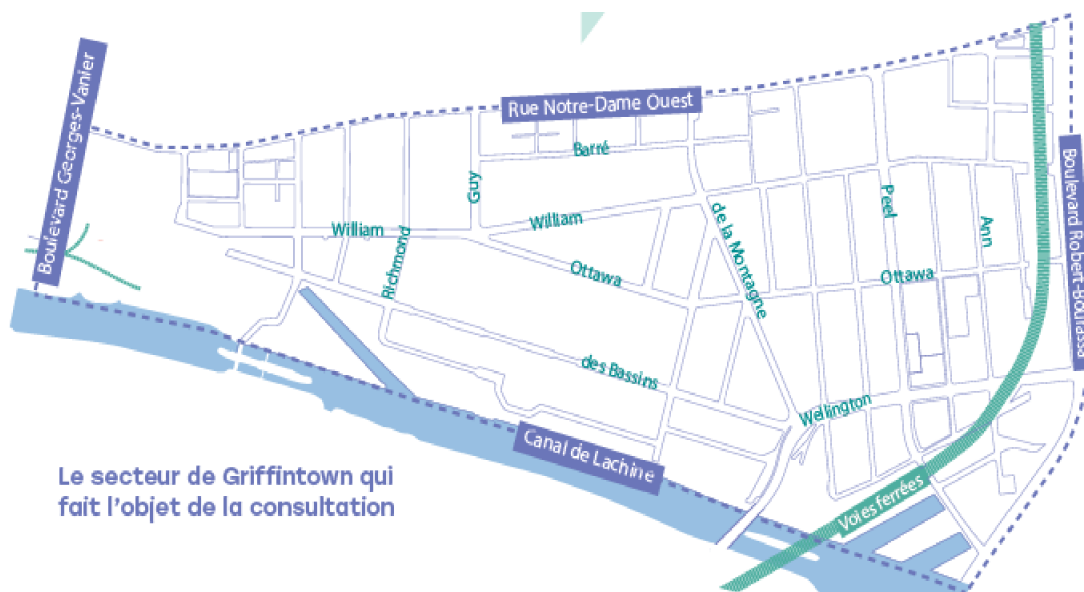 Boulevard Georges-Vanier
Rue Notre-Dame Ouest
Barré
Guy
William
William
Richmond
Ottawa
de la Montagne
Peel
Ann
Ottawa
Boulevard Robert-Bourassa
des Bassins
Wellington
Canal de Lachine
Voies ferrées
Le secteur de Griffintown qui
fait l'objet de la consultation